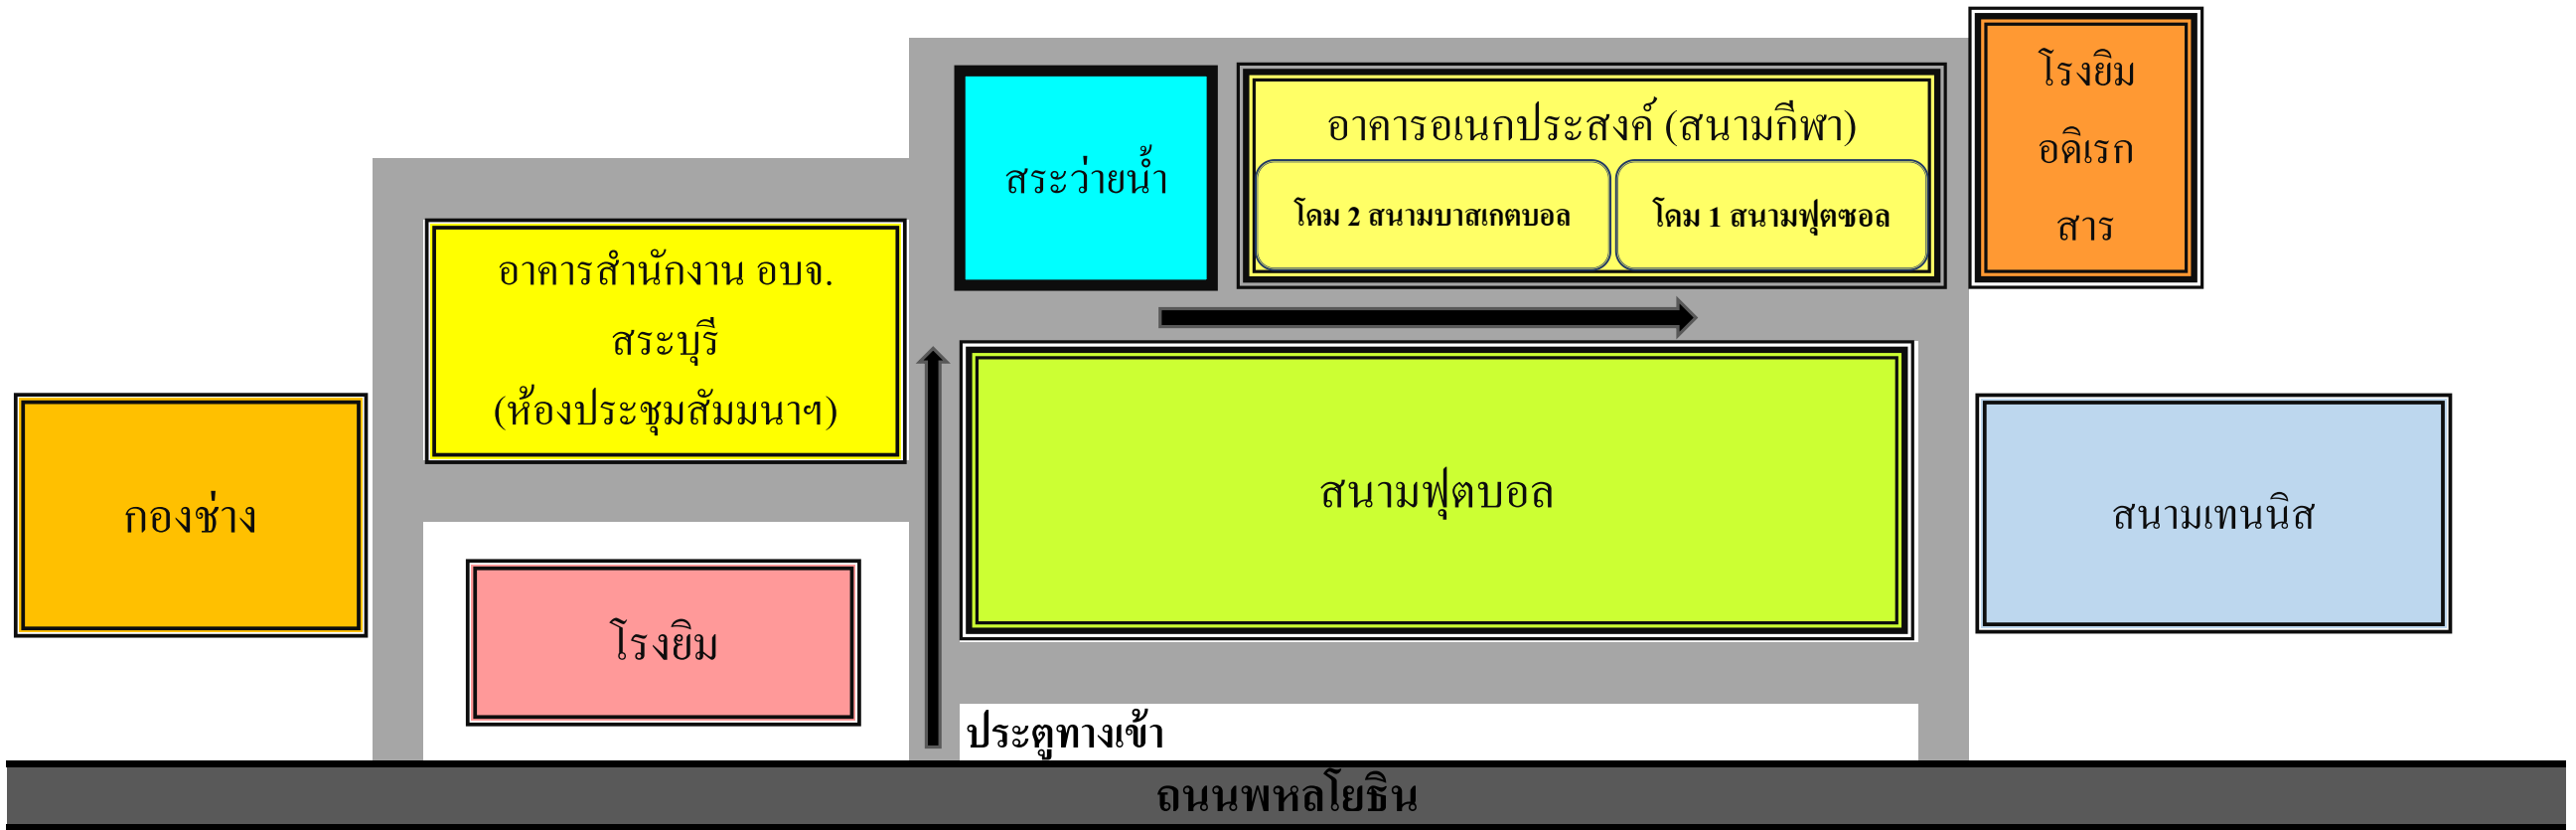 สระว่ายน้ำ
อาคารอเนกประสงค์ (สนามกีฬา)
โดม 2 สนามบาสเกตบอล
โดม 1 สนามฟุตซอล
โรงยิม
อดิเรก
สาร
อาคารสำนักงาน อบจ.
สระบุรี
(ห้องประชุมสัมมนาฯ)
กองช่าง
สนามฟุตบอล
สนามเทนนิส
โรงยิม
ประตูทางเข้า
ถนนพหลโยธิน